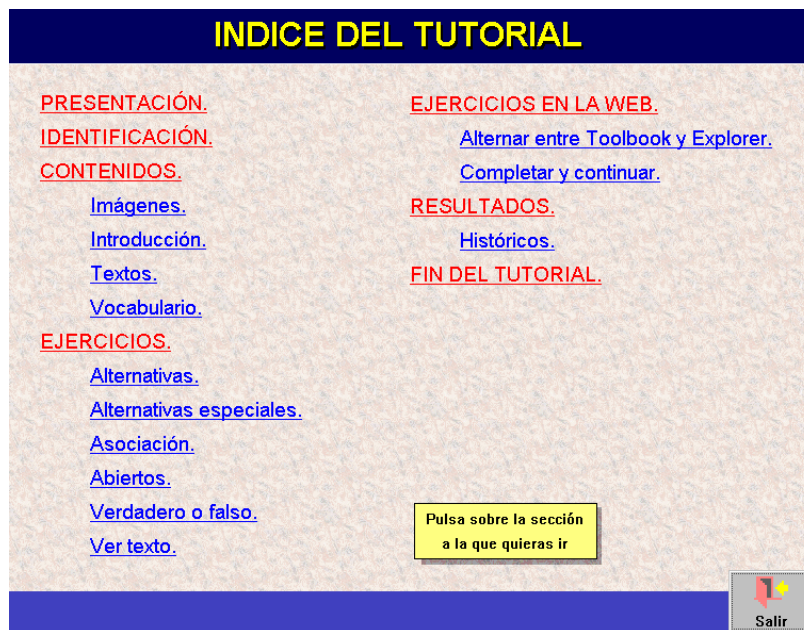 INDICE DEL TUTORIAL
PRESENTACIÓN.
IDENTIFICACIÓN.
CONTENIDOS.
Imágenes.
Introducción.
Textos.
Vocabulario.
EJERCICIOS.
Alternativas.
Alternativas especiales.
Asociación.
Abiertos.
Verdadero o falso.
Ver texto.
EJERCICIOS EN LA WEB.
Alternar entre Toolbook y Explorer.
Completar y continuar.
RESULTADOS.
Históricos.
FIN DEL TUTORIAL.
Pulsa sobre la sección
a la que quieras ir
Salir